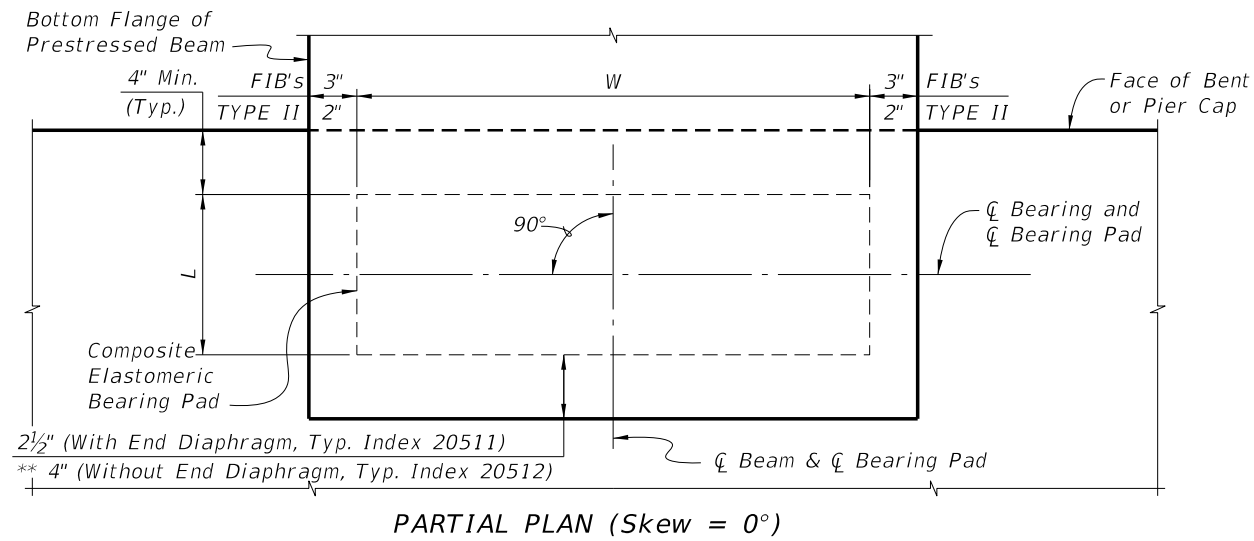 Bottom Flange of
Prestressed Beam
4" Min.
(Typ.)
FIB's 3"
TYPE II 2"
W
3" FIB's
2" TYPE II
Face of Bent
or Pier Cap
90°
℄ Bearing and
℄ Bearing Pad
L
Composite
Elastomeric
Bearing Pad
2½" (With End Diaphragm, Typ. Index 20511)
** 4" (Without End Diaphragm, Typ. Index 20512)
℄ Beam & ℄ Bearing Pad
PARTIAL PLAN (Skew = 0°)